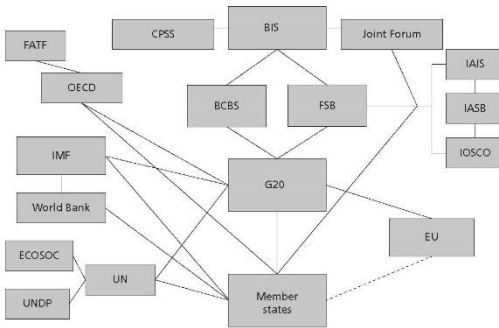 CPSS
BIS
Joint Forum
FATF
OECD
IAIS
BCBS
FSB
IASB
IMF
IOSCO
G20
World Bank
EU
ECOSOC
UN
UNDP
Member
states